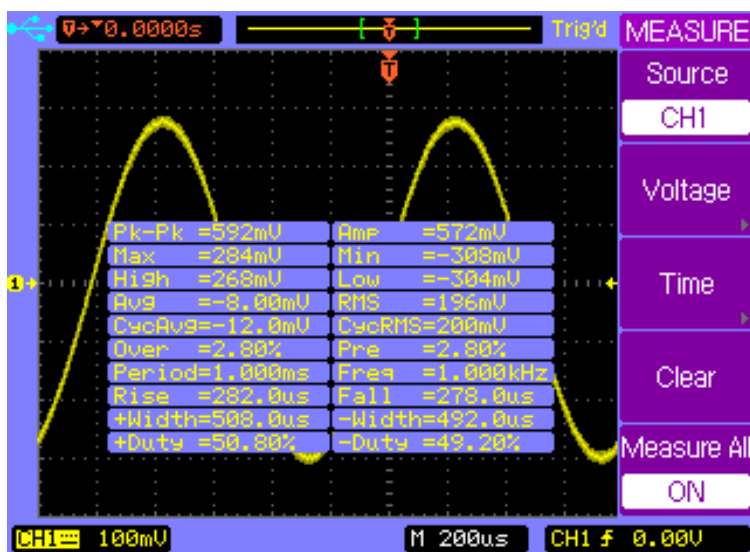 T→▼0.0000s
T
Trig'd
MEASURE
Source
CH1
Voltage
Time
Clear
Measure All
ON
T
1
Pk-Pk =592mV Amp =572mV
Max =284mV Min =-308mV
High =268mV Low =-304mV
Avg =-8.00mV RMS =196mV
CycAvg=-12.0mV CycRMS=200mV
Over =2.80% Pre =2.80%
Period=1.000ms Freq =1.000kHz
Rise =282.0us Fall =278.0us
+Width=508.0us -Width=492.0us
+Duty =50.80% -Duty =49.20%
CH1 100mV M 200us CH1 0.00V